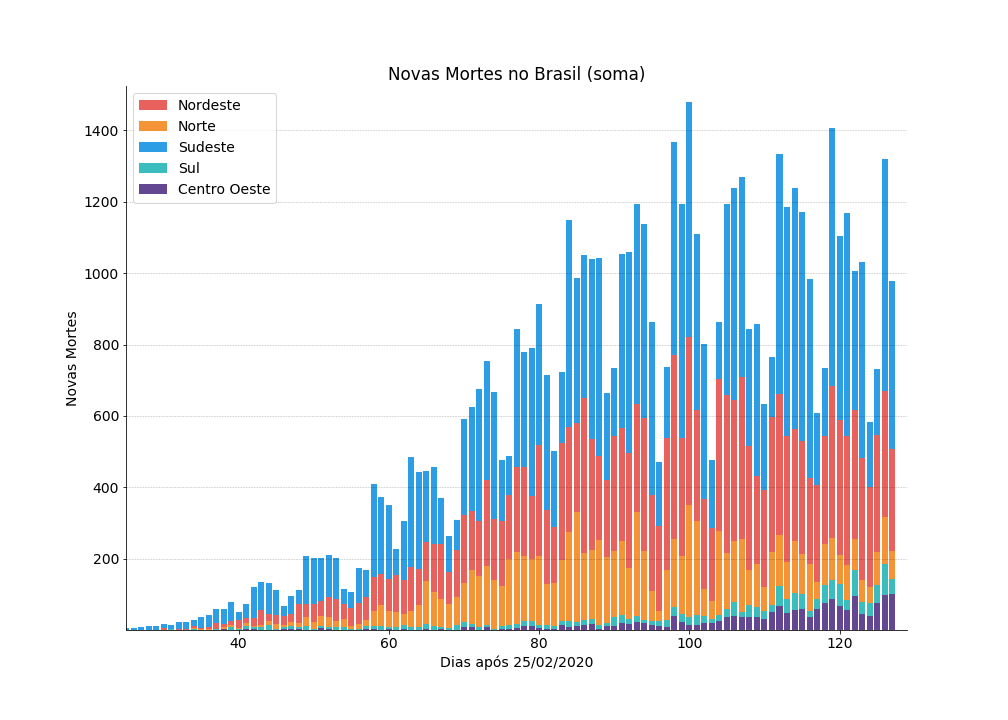 Novas Mortes no Brasil (soma)
Nordeste
Norte
Sudeste
Sul
Centro Oeste
1400
1200
1000
800
600
400
200
Novas Mortes
40 60 80 100 120
Dias após 25/02/2020